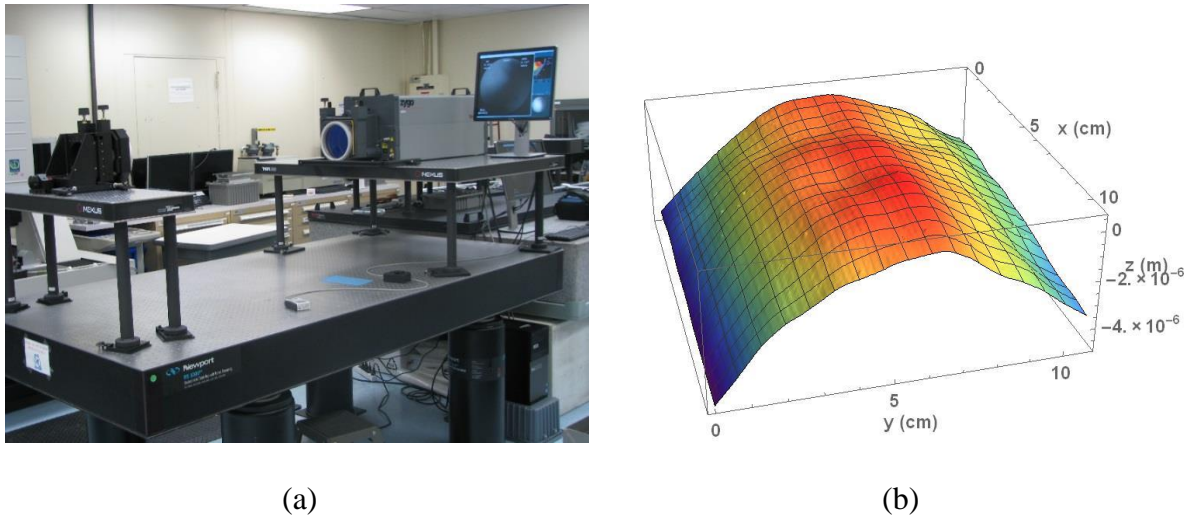 zygo
NEXUS
NEXUS
Newport
0
5
x (cm)
10
0
z (m)
−2. × 10⁻⁶
−4. × 10⁻⁶
10
5
y (cm)
0
(a)
(b)